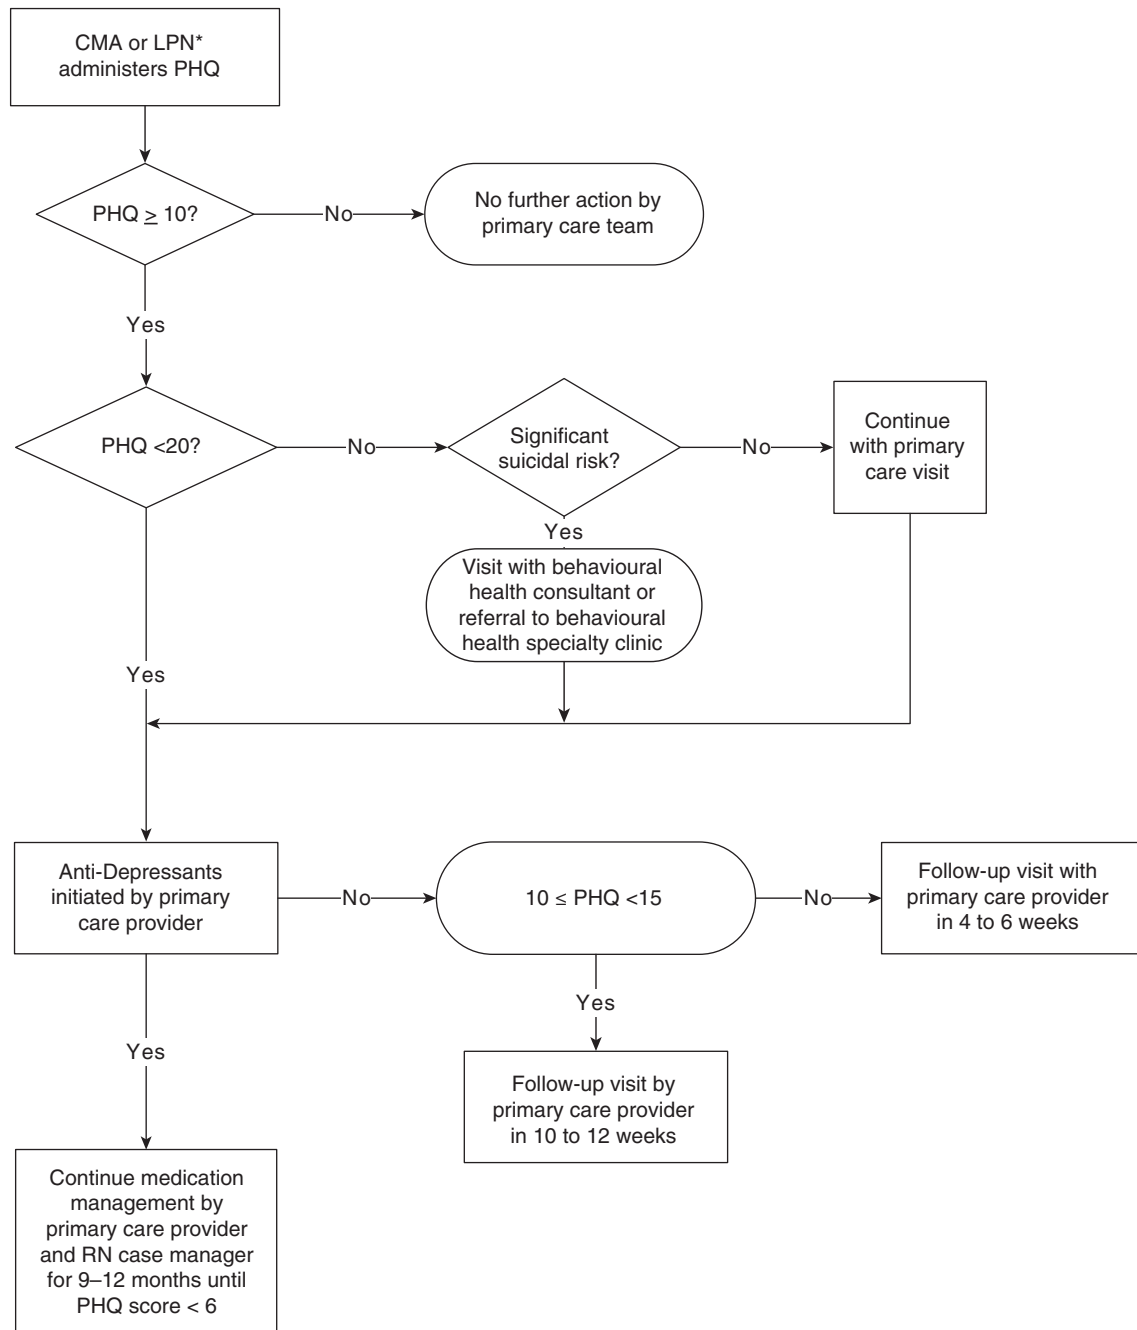 CMA or LPN*
administers PHQ
PHQ ≥ 10?
No
No further action by
primary care team
Yes
PHQ <20?
No
Significant
suicidal risk?
No
Continue
with primary
care visit
Yes
Visit with behavioural
health consultant or
referral to behavioural
health specialty clinic
Yes
Anti-Depressants
initiated by primary
care provider
No
10 ≤ PHQ <15
No
Follow-up visit with
primary care provider
in 4 to 6 weeks
Yes
Follow-up visit by
primary care provider
in 10 to 12 weeks
Yes
Continue medication
management by
primary care provider
and RN case manager
for 9–12 months until
PHQ score < 6